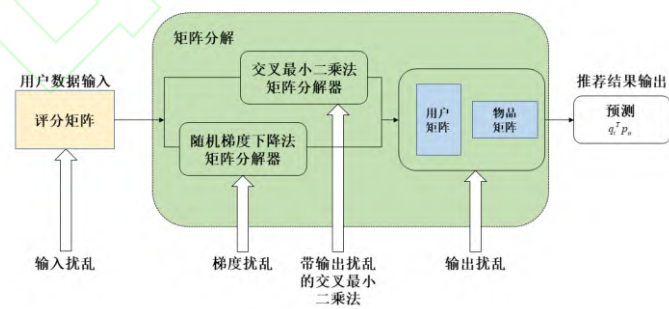 矩阵分解
用户数据输入
评分矩阵
交叉最小二乘法
矩阵分解器
随机梯度下降法
矩阵分解器
用户
矩阵
物品
矩阵
推荐结果输出
预测
q_i^T p_u
输入扰乱
梯度扰乱
带输出扰乱
的交叉最小
二乘法
输出扰乱